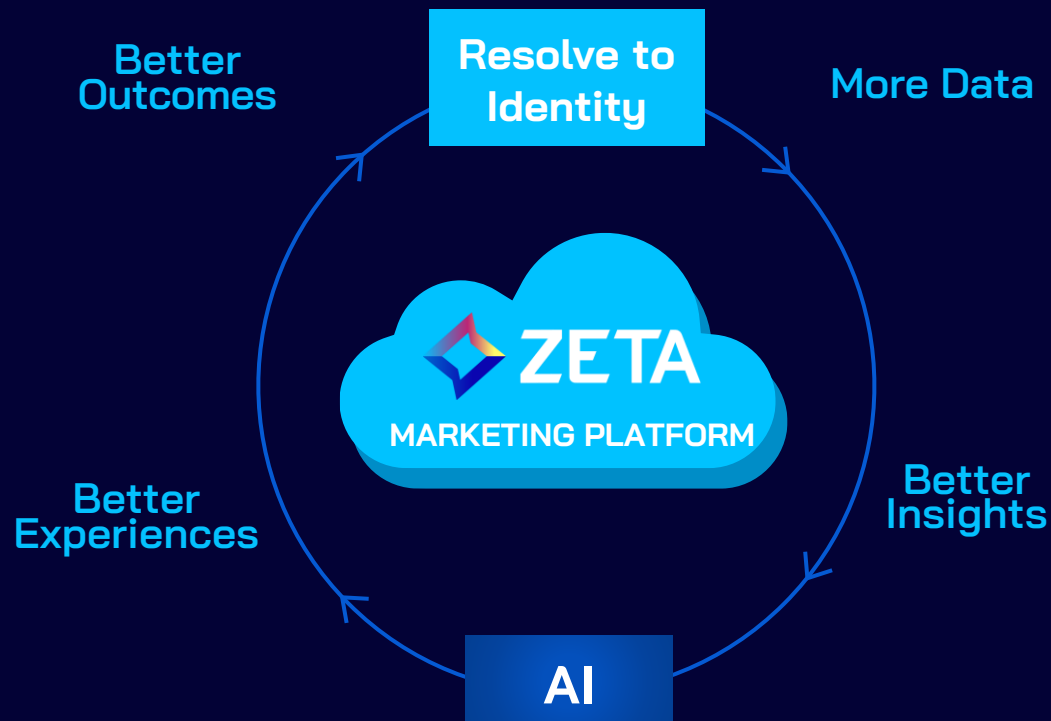 Resolve to
Identity
More Data
Better
Insights
AI
Better
Experiences
Better
Outcomes
ZETA
MARKETING PLATFORM